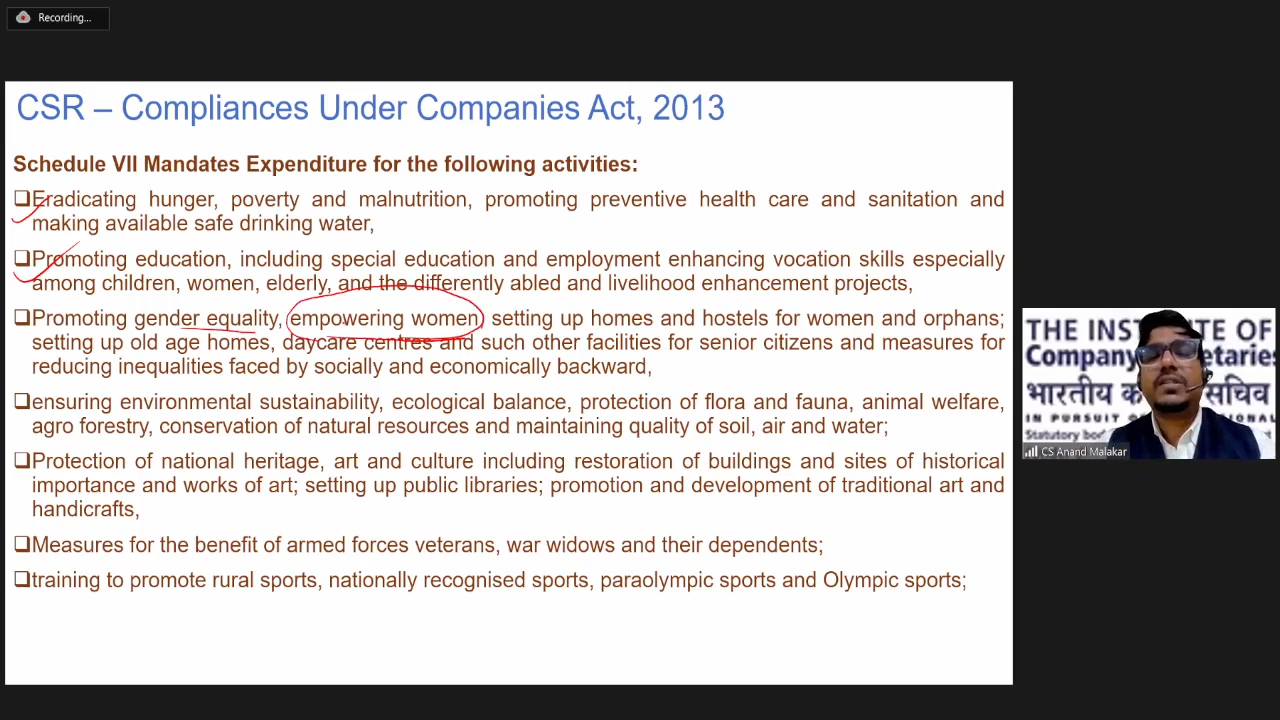 Recording...
CSR – Compliances Under Companies Act, 2013
Schedule VII Mandates Expenditure for the following activities:
❑Eradicating hunger, poverty and malnutrition, promoting preventive health care and sanitation and
making available safe drinking water,
❑Promoting education, including special education and employment enhancing vocation skills especially
among children, women, elderly, and the differently abled and livelihood enhancement projects,
❑Promoting gender equality, empowering women, setting up homes and hostels for women and orphans;
setting up old age homes, daycare centres and such other facilities for senior citizens and measures for
reducing inequalities faced by socially and economically backward,
❑ensuring environmental sustainability, ecological balance, protection of flora and fauna, animal welfare,
agro forestry, conservation of natural resources and maintaining quality of soil, air and water;
❑Protection of national heritage, art and culture including restoration of buildings and sites of historical
importance and works of art; setting up public libraries; promotion and development of traditional art and
handicrafts,
❑Measures for the benefit of armed forces veterans, war widows and their dependents;
❑training to promote rural sports, nationally recognised sports, paraolympic sports and Olympic sports;
THE INSTITUTE OF
Company
भारतीय सचिव
IN PURSUIT
Statutory
CS Anand Malakar